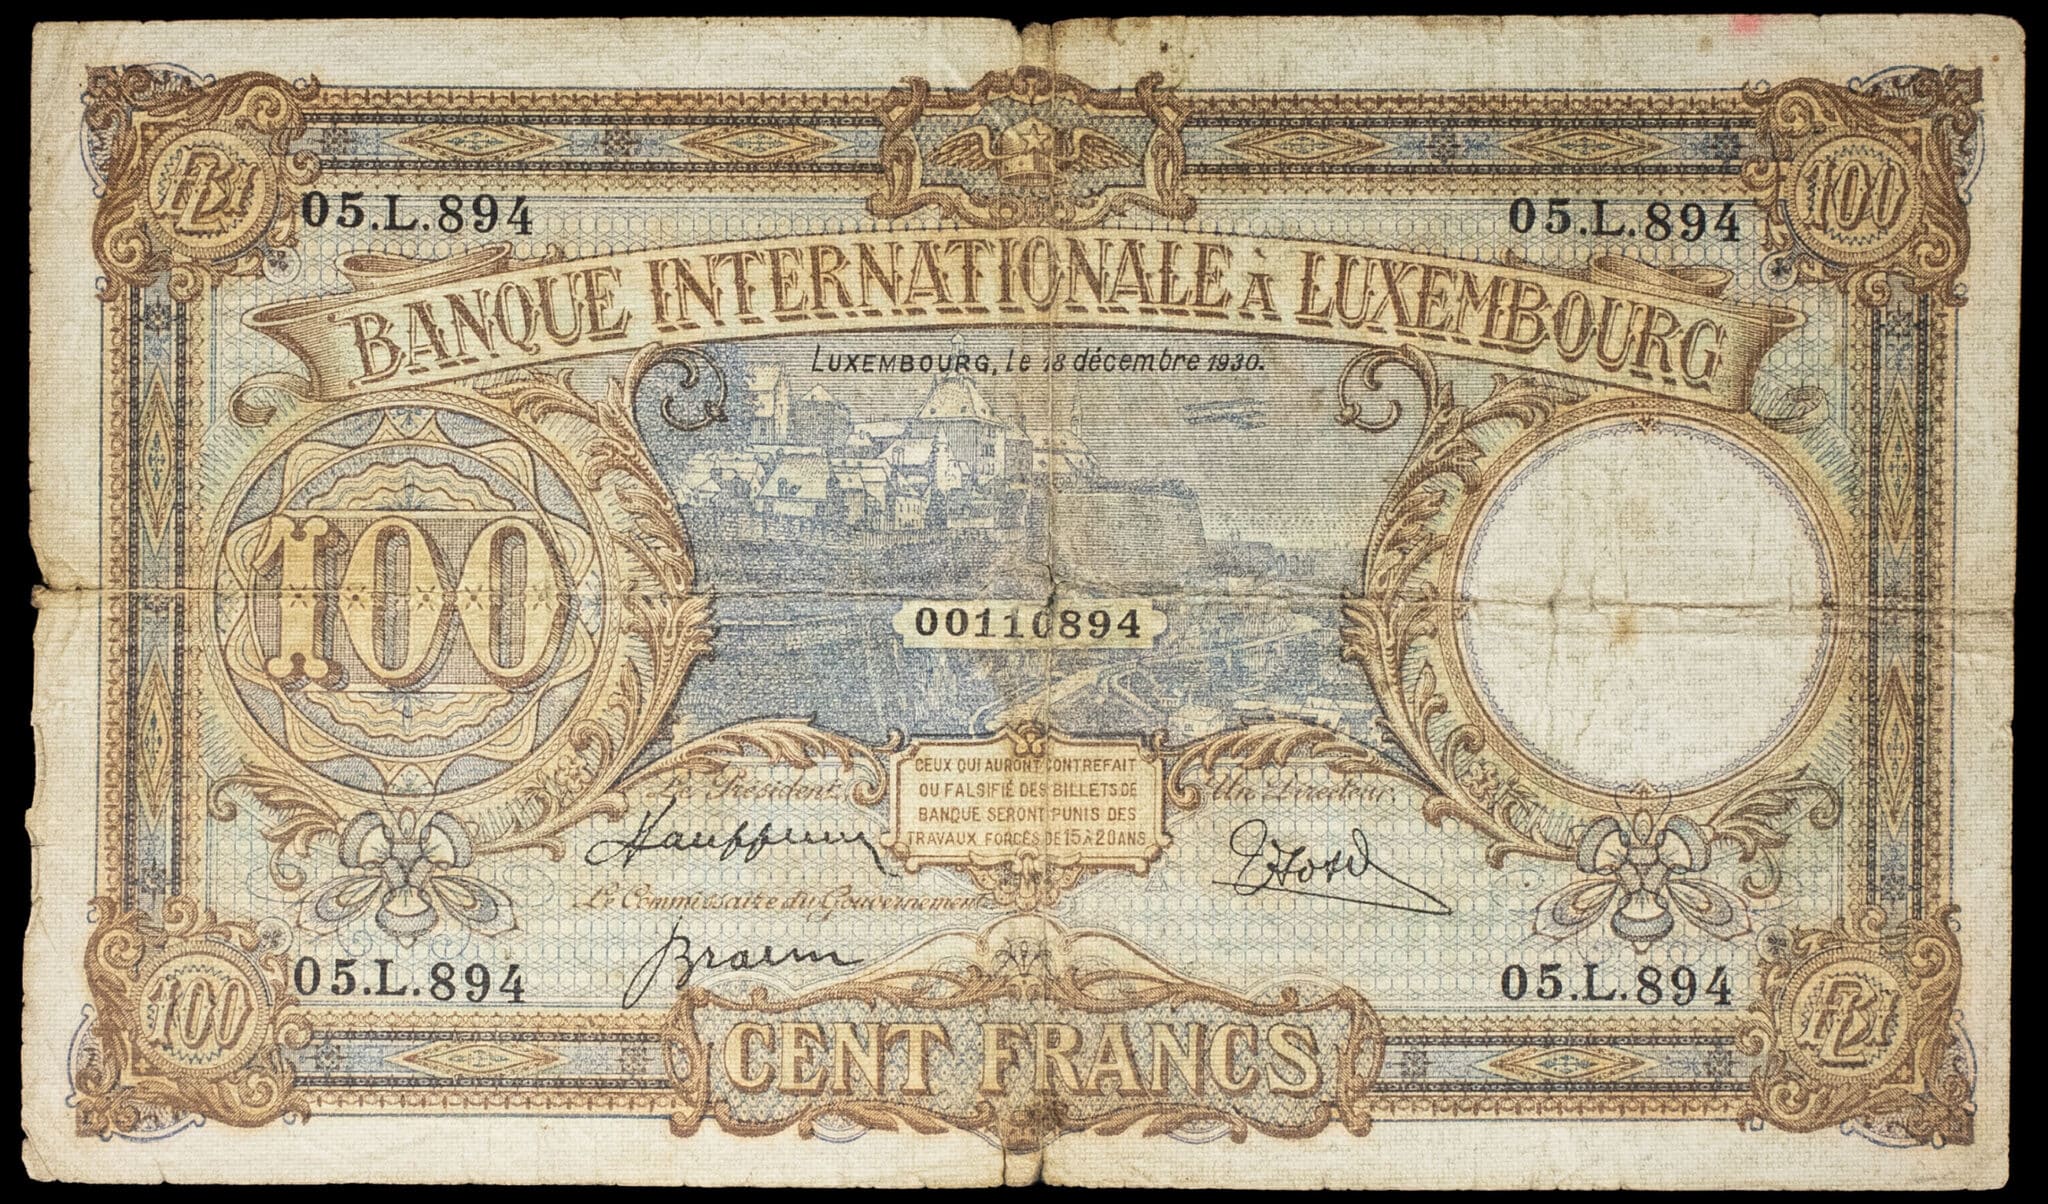 05.L.894
05.L.894
100
BANQUE INTERNATIONALE À LUXEMBOURG
LUXEMBOURG, le 18 décembre 1930.
100
00110894
CEUX QUI AURONT CONTREFAIT
OU FALSIFIÉ DES BILLETS DE
BANQUE SERONT PUNIS DES
TRAVAUX FORCÉS DE 15 À 20 ANS
Le Président,
Un Directeur,
Le Commissaire du Gouvernement
05.L.894
05.L.894
100
CENT FRANCS